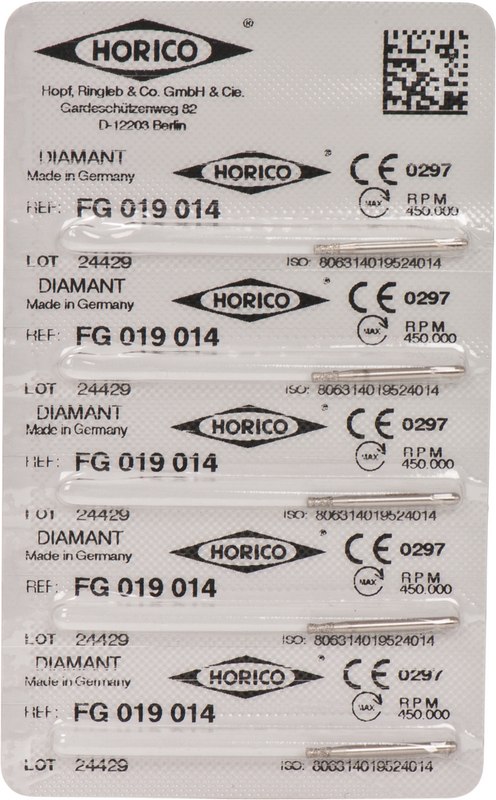 HORICO ®
Hopf, Ringleb & Co. GmbH & Cie.
Gardeschützenweg 82
D-12203 Berlin
DIAMANT HORICO ® CE 0297
Made in Germany
REF: FG 019 014 MAX RPM 450.000
LOT 24429 ISO: 806314019524014
DIAMANT HORICO ® CE 0297
Made in Germany
REF: FG 019 014 MAX RPM 450.000
LOT 24429 ISO: 806314019524014
DIAMANT HORICO ® CE 0297
Made in Germany
REF: FG 019 014 MAX RPM 450.000
LOT 24429 ISO: 806314019524014
DIAMANT HORICO ® CE 0297
Made in Germany
REF: FG 019 014 MAX RPM 450.000
LOT 24429 ISO: 806314019524014
DIAMANT HORICO ® CE 0297
Made in Germany
REF: FG 019 014 MAX RPM 450.000
LOT 24429 ISO: 806314019524014